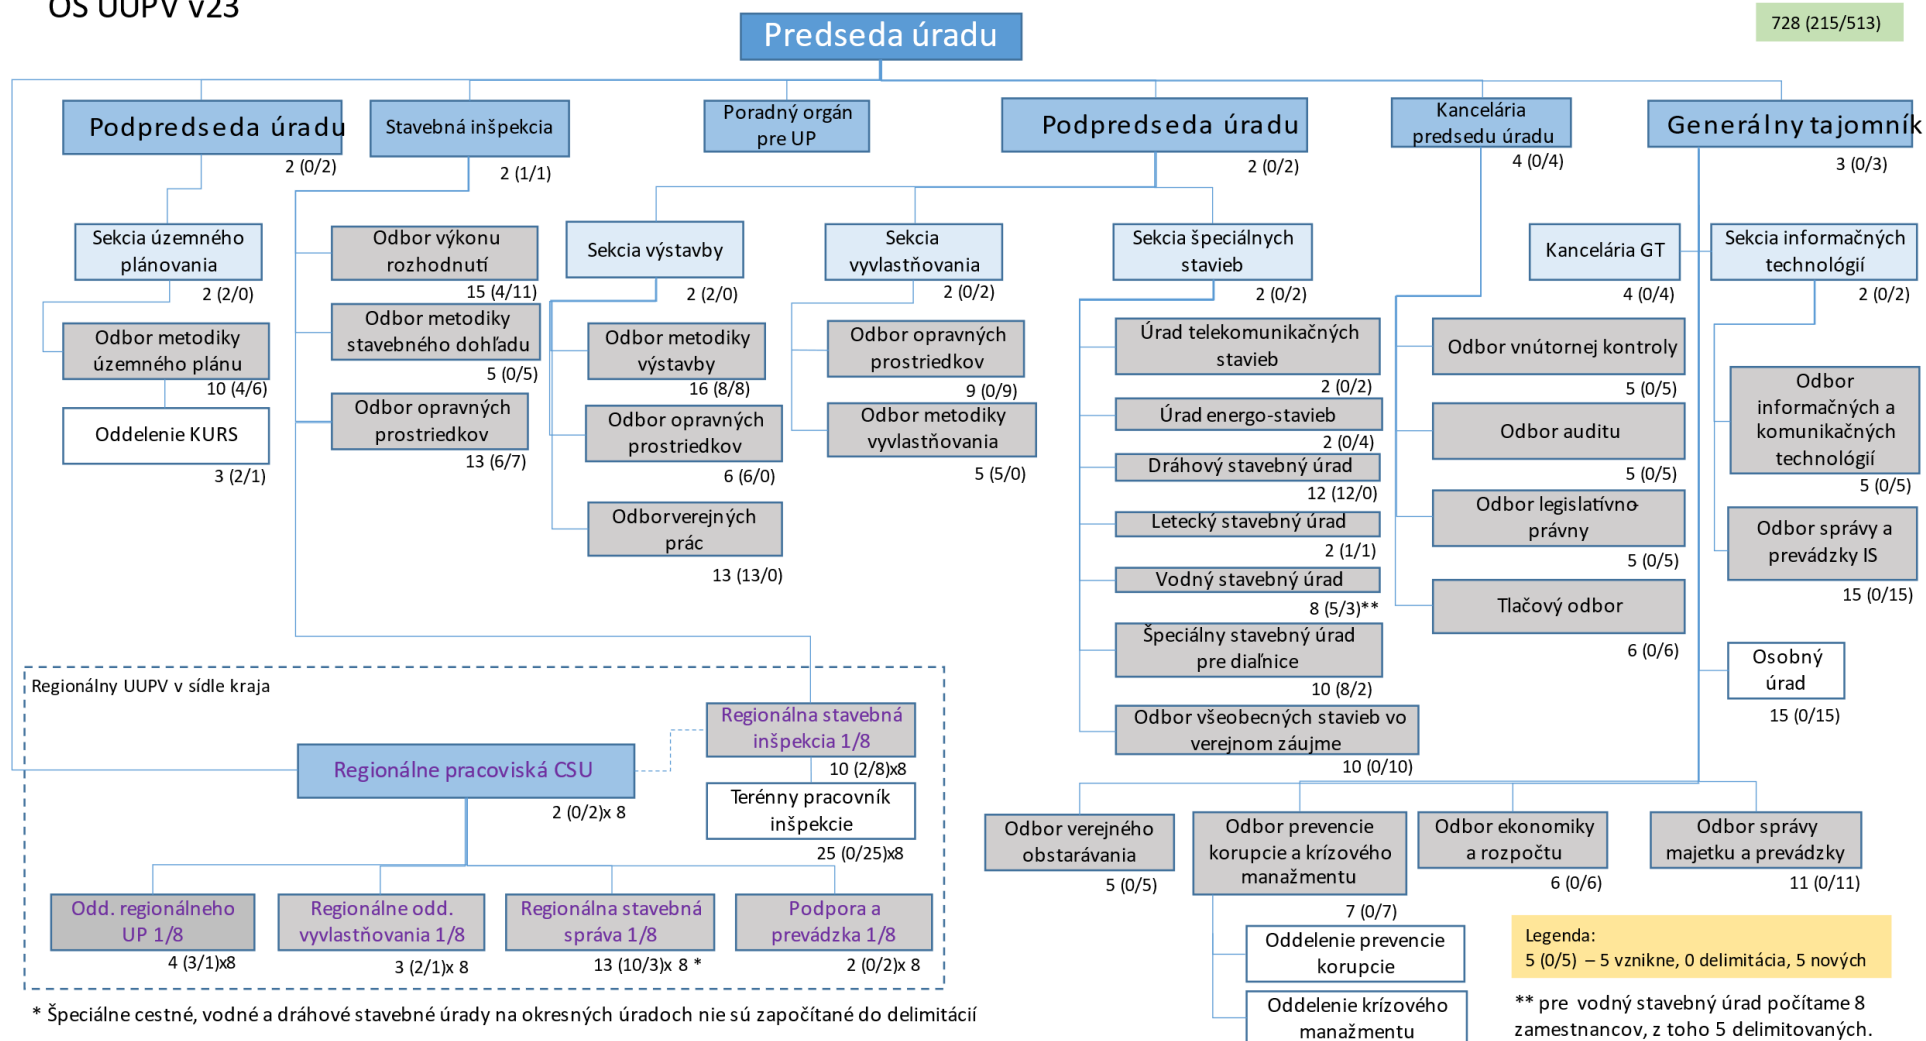 OS UUPV v23
728 (215/513)
Predseda úradu
Podpredseda úradu
2 (0/2)
Stavebná inšpekcia
2 (1/1)
Poradný orgán
pre UP
Podpredseda úradu
2 (0/2)
Kancelária
predsedu úradu
4 (0/4)
Generálny tajomník
3 (0/3)
Sekcia územného
plánovania
2 (2/0)
Odbor metodiky
územného plánu
10 (4/6)
Oddelenie KURS
3 (2/1)
Odbor výkonu
rozhodnutí
15 (4/11)
Odbor metodiky
stavebného dohľadu
5 (0/5)
Odbor opravných
prostriedkov
13 (6/7)
Sekcia výstavby
2 (2/0)
Odbor metodiky
výstavby
16 (8/8)
Odbor opravných
prostriedkov
6 (6/0)
Odborverejných
prác
13 (13/0)
Sekcia
vyvlastňovania
2 (0/2)
Odbor opravných
prostriedkov
9 (0/9)
Odbor metodiky
vyvlastňovania
5 (5/0)
Sekcia špeciálnych
stavieb
2 (0/2)
Úrad telekomunikačných
stavieb
2 (0/2)
Úrad energo-stavieb
2 (0/4)
Dráhový stavebný úrad
12 (12/0)
Letecký stavebný úrad
2 (1/1)
Vodný stavebný úrad
8 (5/3)**
Špeciálny stavebný úrad
pre diaľnice
10 (8/2)
Odbor všeobecných stavieb vo
verejnom záujme
10 (0/10)
Kancelária GT
4 (0/4)
Odbor vnútornej kontroly
5 (0/5)
Odbor auditu
5 (0/5)
Odbor legislatívno-
právny
5 (0/5)
Tlačový odbor
6 (0/6)
Sekcia informačných
technológií
2 (0/2)
Odbor
informačných a
komunikačných
technológií
5 (0/5)
Odbor správy a
prevádzky IS
15 (0/15)
Osobný
úrad
15 (0/15)
Regionálny UUPV v sídle kraja
Regionálna stavebná
inšpekcia 1/8
10 (2/8)x8
Regionálne pracoviská CSU
2 (0/2)x 8
Terénny pracovník
inšpekcie
25 (0/25)x8
Odd. regionálneho
UP 1/8
4 (3/1)x8
Regionálne odd.
vyvlastňovania 1/8
3 (2/1)x 8
Regionálna stavebná
správa 1/8
13 (10/3)x 8 *
Podpora a
prevádzka 1/8
2 (0/2)x 8
Odbor verejného
obstarávania
5 (0/5)
Odbor prevencie
korupcie a krízového
manažmentu
7 (0/7)
Oddelenie prevencie
korupcie
Oddelenie krízového
manažmentu
Odbor ekonomiky
a rozpočtu
6 (0/6)
Odbor správy
majetku a prevádzky
11 (0/11)
Legenda:
5 (0/5) – 5 vznikne, 0 delimitácia, 5 nových
* Špeciálne cestné, vodné a dráhové stavebné úrady na okresných úradoch nie sú započítané do delimitácií
** pre vodný stavebný úrad počítame 8
zamestnancov, z toho 5 delimitovaných.